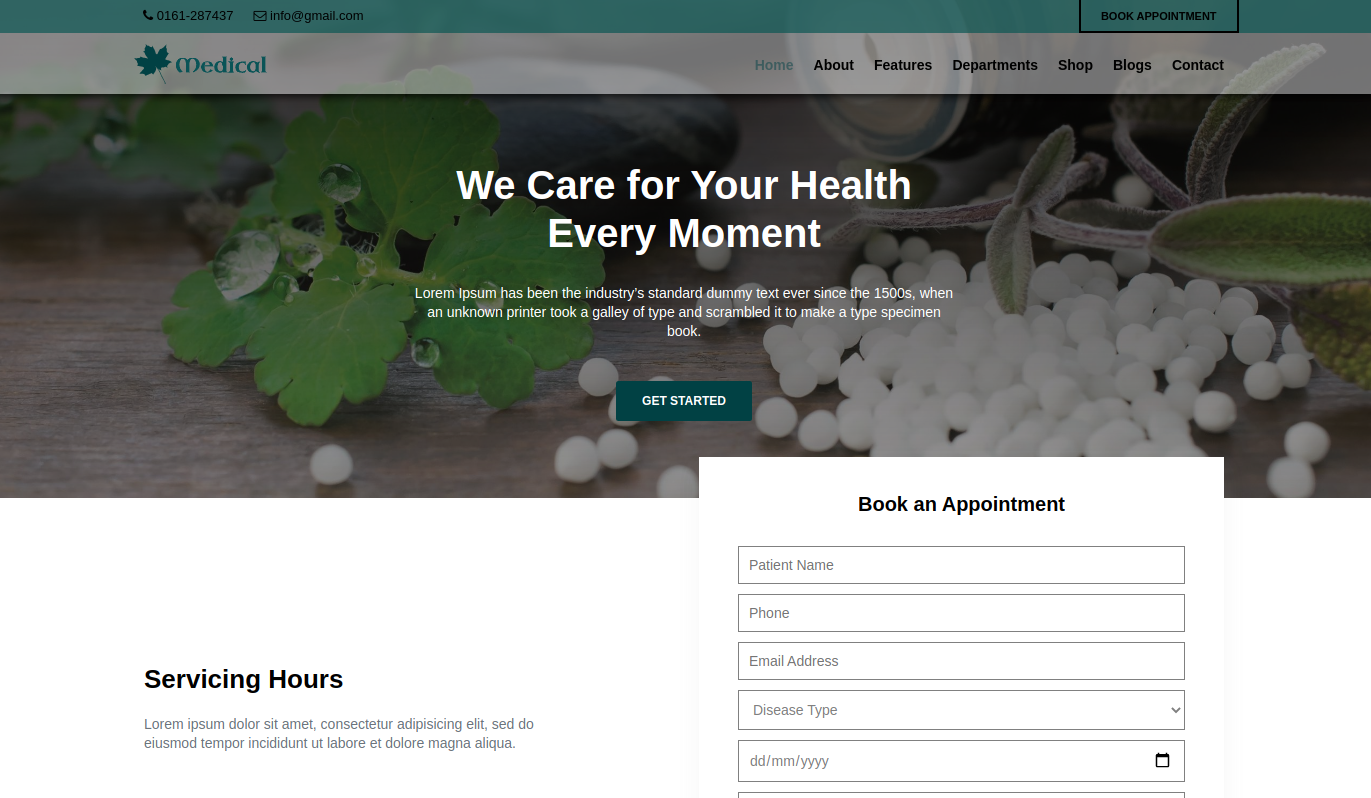 0161-287437 info@gmail.com BOOK APPOINTMENT
Medical Home About Features Departments Shop Blogs Contact
We Care for Your Health
Every Moment
Lorem Ipsum has been the industry’s standard dummy text ever since the 1500s, when
an unknown printer took a galley of type and scrambled it to make a type specimen
book.
GET STARTED
Book an Appointment
Patient Name
Phone
Email Address
Disease Type
dd/mm/yyyy
Servicing Hours
Lorem ipsum dolor sit amet, consectetur adipisicing elit, sed do
eiusmod tempor incididunt ut labore et dolore magna aliqua.